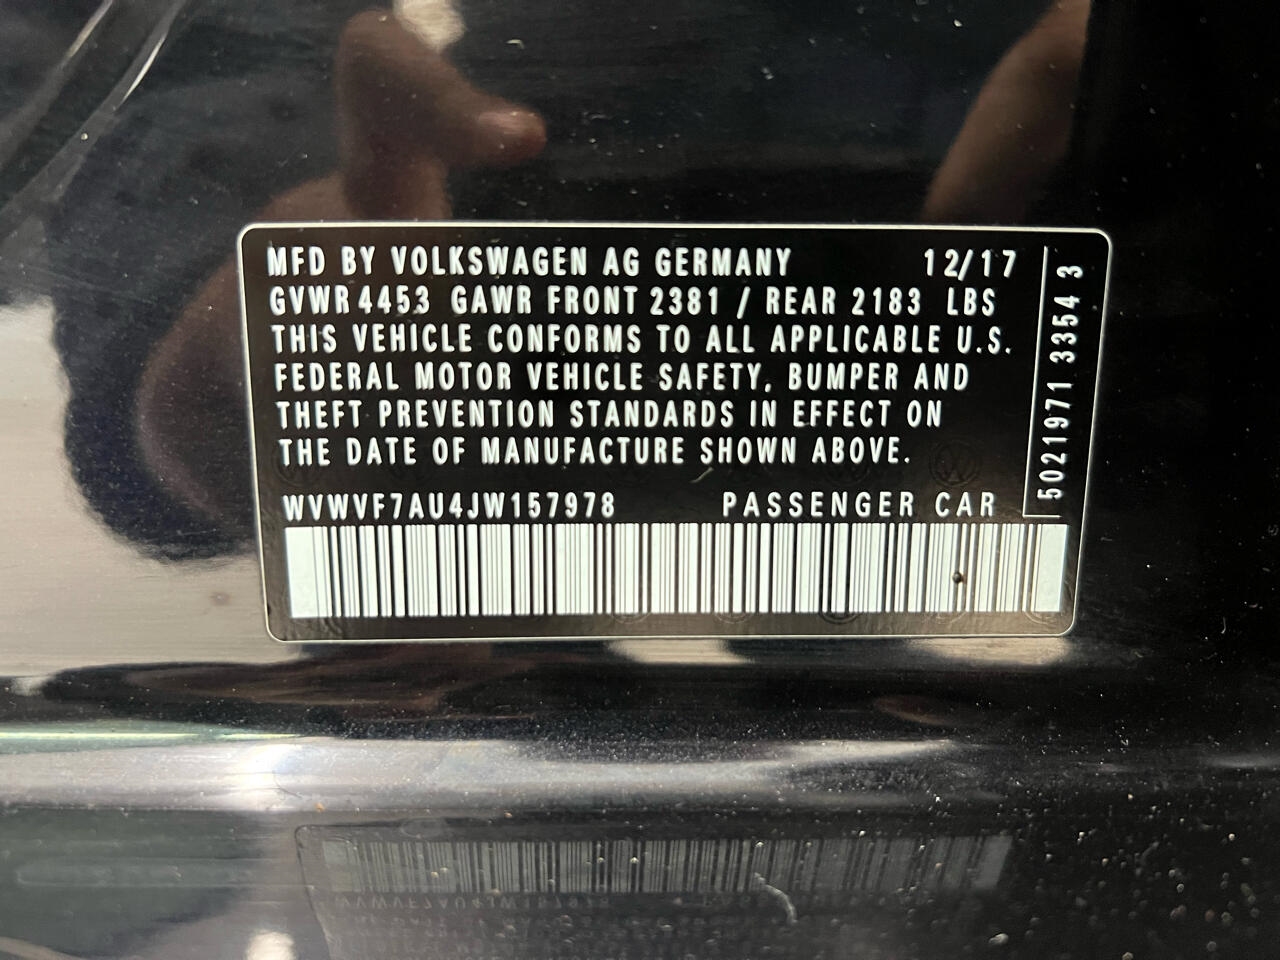 MFD BY VOLKSWAGEN AG GERMANY 12/17
GVWR 4453 GAWR FRONT 2381 / REAR 2183 LBS
THIS VEHICLE CONFORMS TO ALL APPLICABLE U.S.
FEDERAL MOTOR VEHICLE SAFETY, BUMPER AND
THEFT PREVENTION STANDARDS IN EFFECT ON
THE DATE OF MANUFACTURE SHOWN ABOVE.
WVWVF7AU4JW157978 PASSENGER CAR
5021971 3354 3